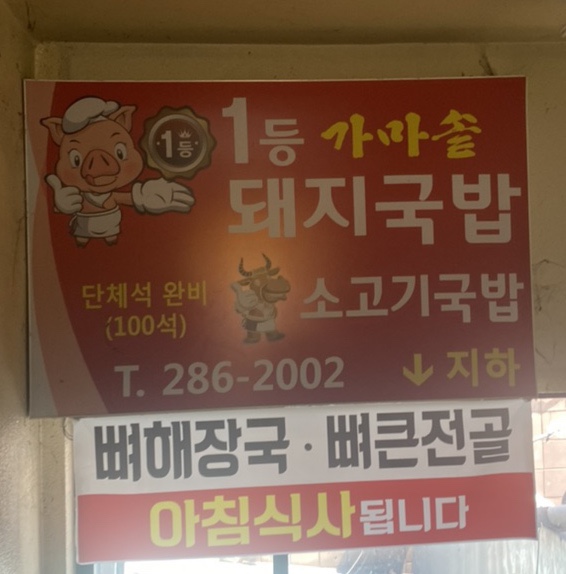 1등
1등 가마솥
돼지국밥
단체석 완비
(100석)
소고기국밥
T. 286-2002
↓ 지하
뼈해장국 · 뼈큰전골
아침식사됩니다